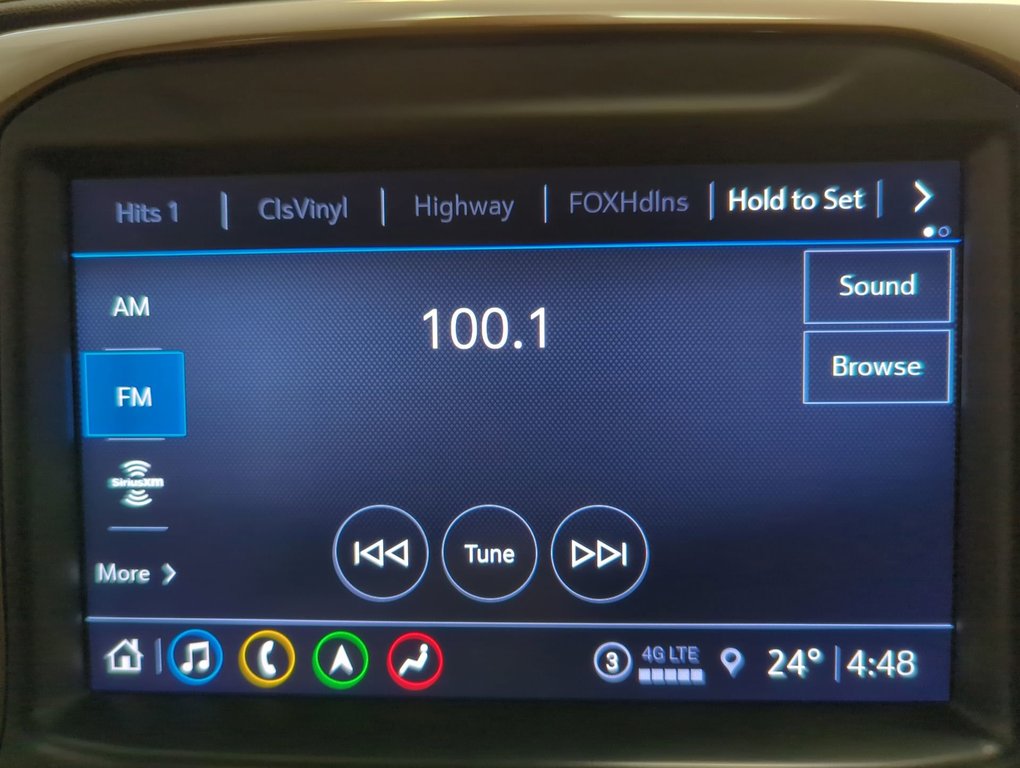 Hits 1 ClsVinyl Highway FOXHdlns Hold to Set
AM
100.1
Sound
Browse
FM
SiriusXM
Tune
More
3 4G LTE 24° 4:48